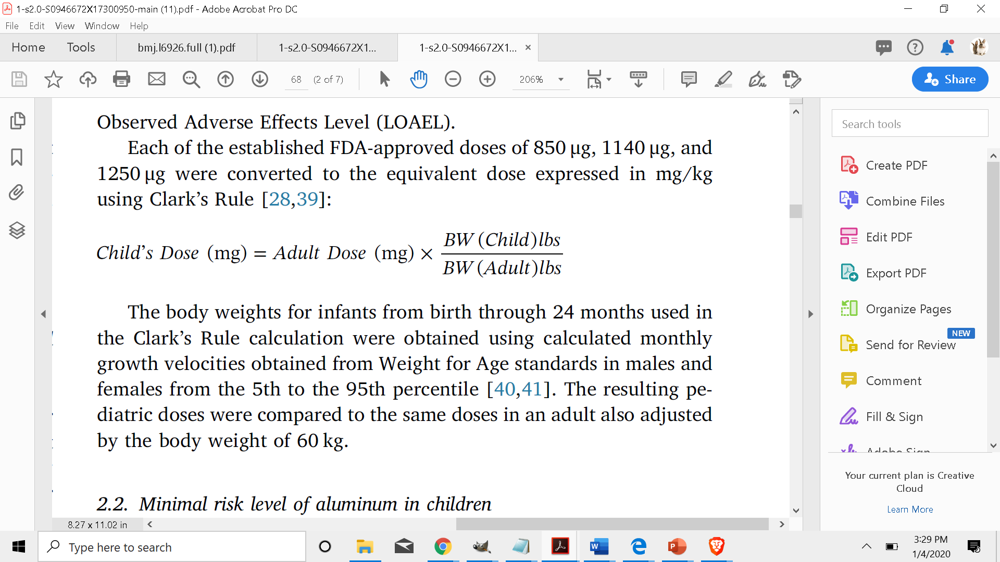 1-s2.0-S0946672X17300950-main (11).pdf - Adobe Acrobat Pro DC
File Edit View Window Help
Home Tools bmj.l6926.full (1).pdf 1-s2.0-S0946672X1... 1-s2.0-S0946672X1... ×
68 (2 of 7) 206% Share
Observed Adverse Effects Level (LOAEL).
Each of the established FDA-approved doses of 850 μg, 1140 μg, and
1250 μg were converted to the equivalent dose expressed in mg/kg
using Clark's Rule [28,39]:
Child's Dose (mg) = Adult Dose (mg) × BW (Child)lbs
BW (Adult)lbs
The body weights for infants from birth through 24 months used in
the Clark's Rule calculation were obtained using calculated monthly
growth velocities obtained from Weight for Age standards in males and
females from the 5th to the 95th percentile [40,41]. The resulting pe-
diatric doses were compared to the same doses in an adult also adjusted
by the body weight of 60 kg.
2.2. Minimal risk level of aluminum in children
8.27 x 11.02 in
Search tools
Create PDF
Combine Files
Edit PDF
Export PDF
Organize Pages
NEW
Send for Review
Comment
Fill & Sign
Adobe Sign
Your current plan is Creative
Cloud
Learn More
Type here to search
3:29 PM
1/4/2020